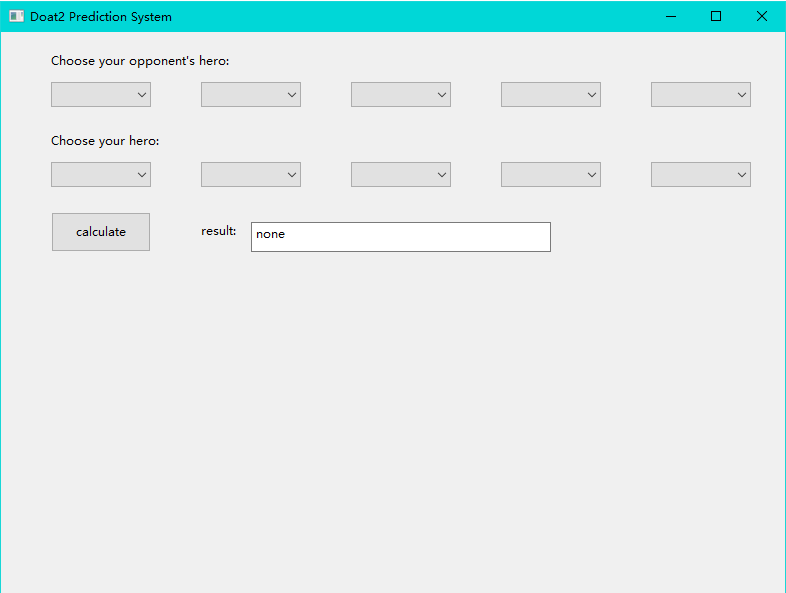 Doat2 Prediction System
Choose your opponent's hero:
Choose your hero:
calculate
result:
none